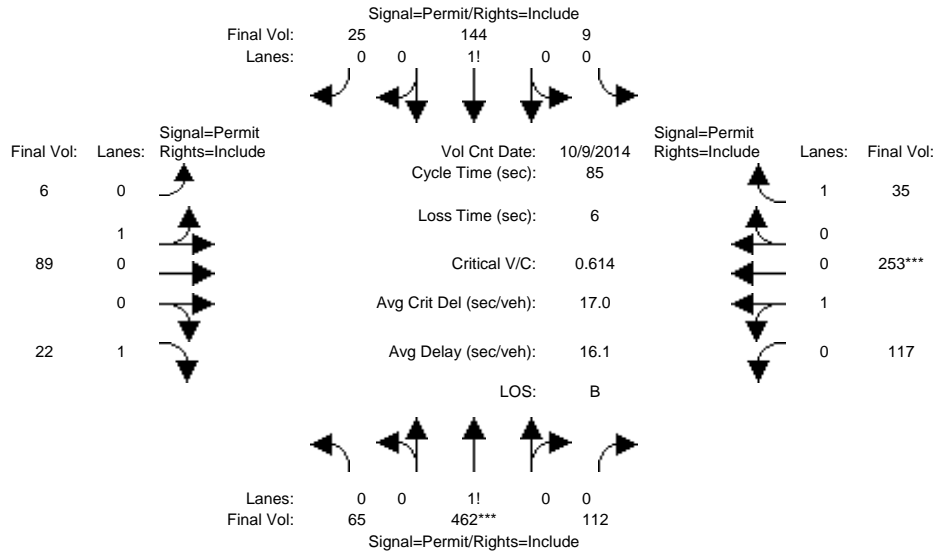 Signal=Permit/Rights=Include
Final Vol: 25 144 9
Lanes: 0 0 1! 0 0
Signal=Permit Signal=Permit
Final Vol: Lanes: Rights=Include Vol Cnt Date: 10/9/2014 Rights=Include Lanes: Final Vol:
Cycle Time (sec): 85
6 0 1 35
Loss Time (sec): 6
1 0
89 0 Critical V/C: 0.614 0 253***
0 Avg Crit Del (sec/veh): 17.0 1
22 1 Avg Delay (sec/veh): 16.1 0 117
LOS: B
Lanes: 0 0 1! 0 0
Final Vol: 65 462*** 112
Signal=Permit/Rights=Include